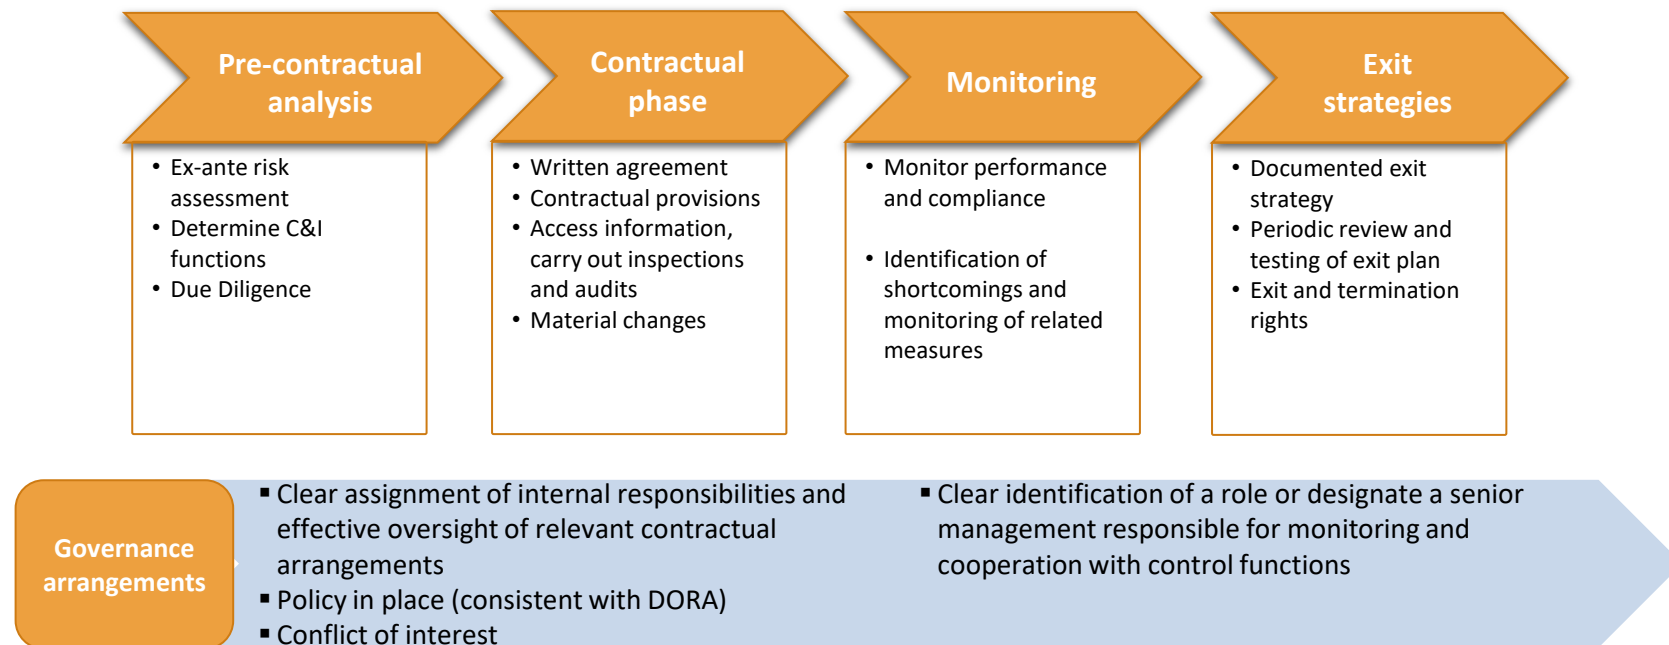 Pre-contractual
analysis
• Ex-ante risk
assessment
• Determine C&I
functions
• Due Diligence
Contractual
phase
• Written agreement
• Contractual provisions
• Access information,
carry out inspections
and audits
• Material changes
Monitoring
• Monitor performance
and compliance
• Identification of
shortcomings and
monitoring of related
measures
Exit
strategies
• Documented exit
strategy
• Periodic review and
testing of exit plan
• Exit and termination
rights
Governance
arrangements
▪ Clear assignment of internal responsibilities and
effective oversight of relevant contractual
arrangements
▪ Policy in place (consistent with DORA)
▪ Conflict of interest
▪ Clear identification of a role or designate a senior
management responsible for monitoring and
cooperation with control functions